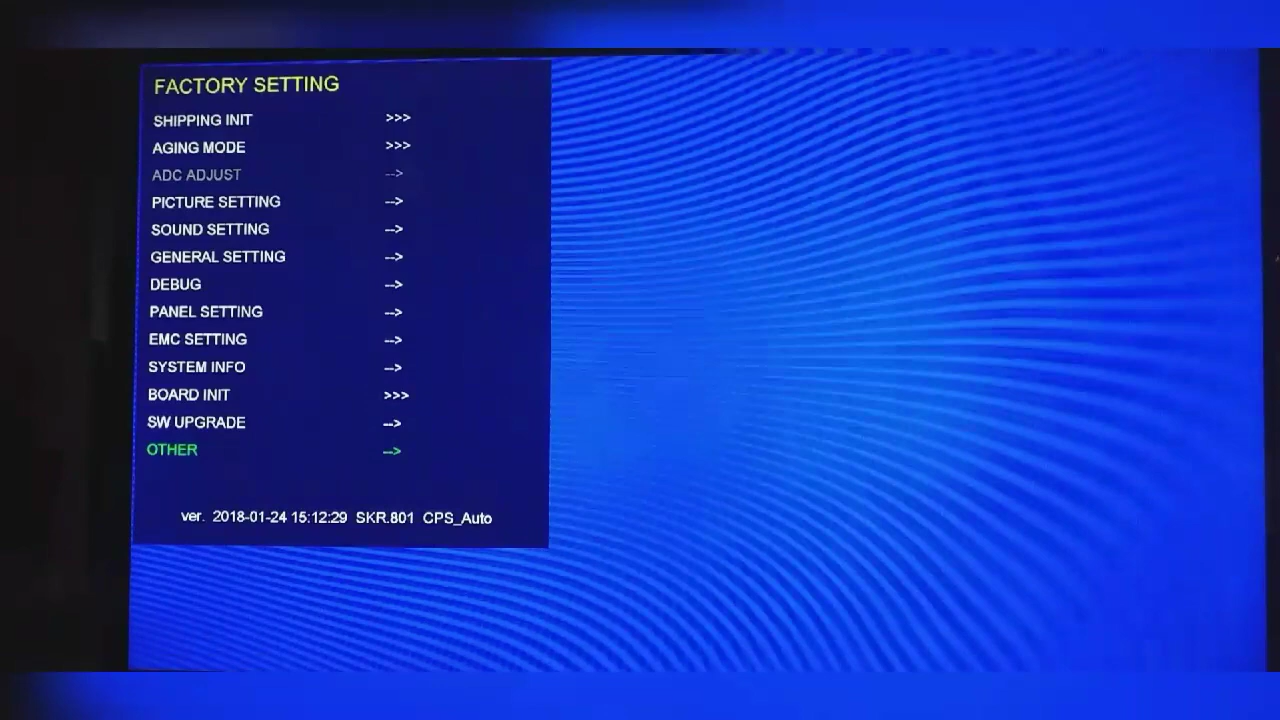 FACTORY SETTING
SHIPPING INIT >>>
AGING MODE >>>
ADC ADJUST -->
PICTURE SETTING -->
SOUND SETTING -->
GENERAL SETTING -->
DEBUG -->
PANEL SETTING -->
EMC SETTING -->
SYSTEM INFO -->
BOARD INIT >>>
SW UPGRADE -->
OTHER -->
ver. 2018-01-24 15:12:29 SKR.801 CPS_Auto